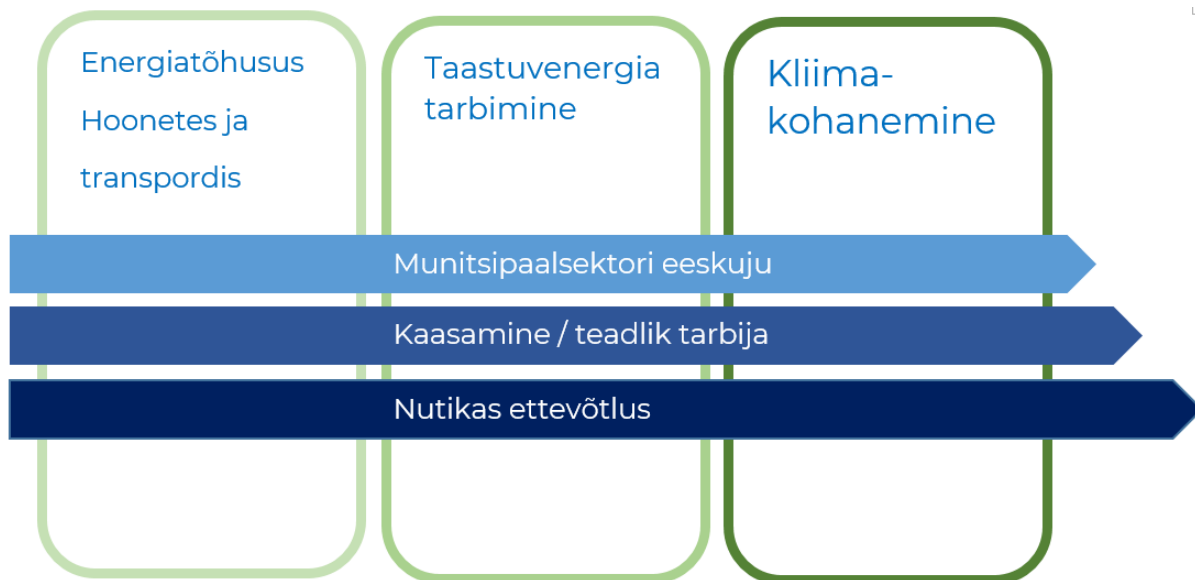 Energiatõhusus
Hoonetes ja
transpordis
Taastuvenergia
tarbimine
Kliima-
kohanemine
Munitsipaalsektori eeskuju
Kaasamine / teadlik tarbija
Nutikas ettevõtlus